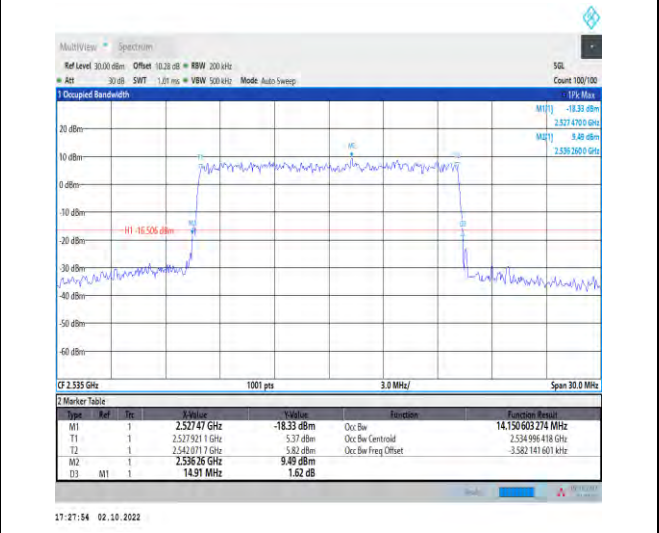 MultiView Spectrum
Ref Level 30.00 dBm Offset 10.28 dB RBW 200 kHz SGL
Att 30 dB SWT 1.01 ms VBW 500 kHz Mode Auto Sweep Count 100/100
1 Occupied Bandwidth 1Pk Max
M1[1] -18.33 dBm
2.527 4700 GHz
M2[1] 9.49 dBm
2.536 2600 GHz
20 dBm
10 dBm
0 dBm
-10 dBm
H1 -16.506 dBm
-20 dBm
-30 dBm
-40 dBm
-50 dBm
-60 dBm
CF 2.535 GHz 1001 pts 3.0 MHz/ Span 30.0 MHz
2 Marker Table
Type Ref Trc X-Value Y-Value Function Function Result
M1 1 2.52747 GHz -18.33 dBm Occ Bw 14.150 603 274 MHz
T1 1 2.527 921 1 GHz 5.37 dBm Occ Bw Centroid 2.534 996 418 GHz
T2 1 2.542 071 7 GHz 5.82 dBm Occ Bw Freq Offset -3.582 141 601 kHz
M2 1 2.53626 GHz 9.49 dBm
D3 M1 1 14.91 MHz 1.62 dB
17:27:54 02.10.2022